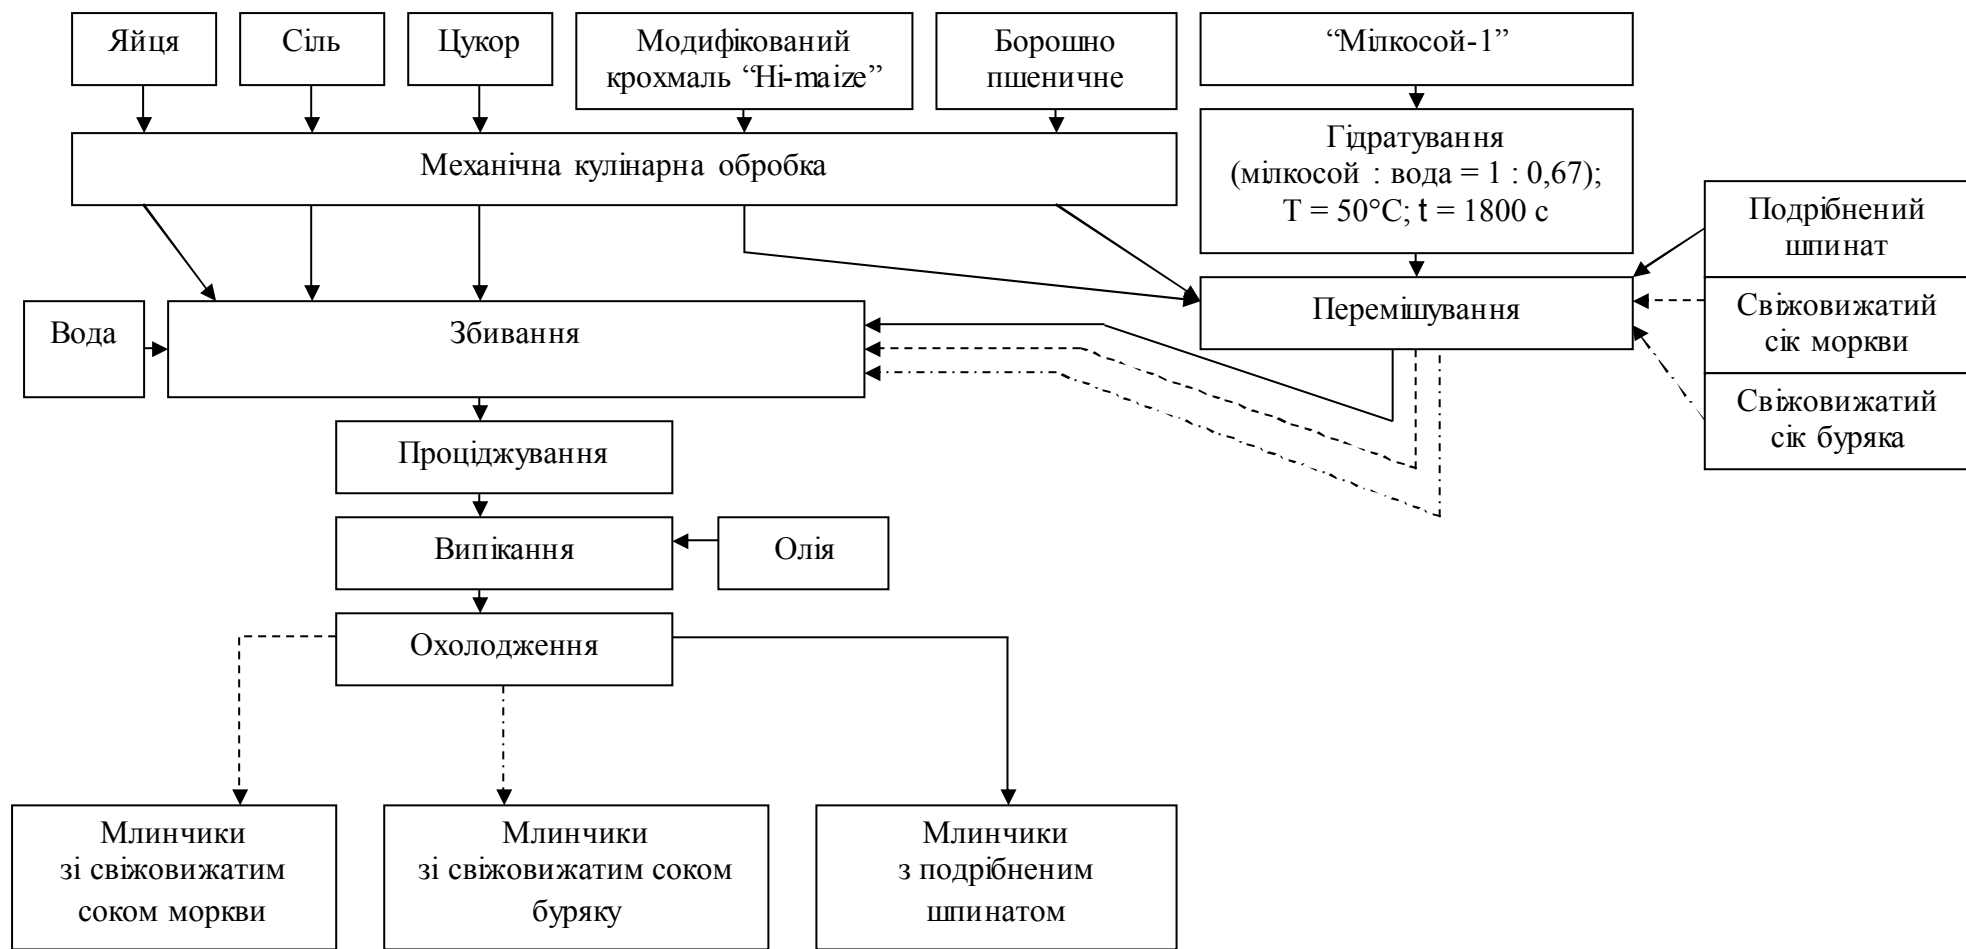 Яйця
Сіль
Цукор
Модифікований
крохмаль “Hi-maize”
Борошно
пшеничне
“Мілкосой-1”
Механічна кулінарна обробка
Гідратування
(мілкосой : вода = 1 : 0,67);
T = 50°C; t = 1800 с
Подрібнений
шпинат
Перемішування
Свіжовижатий
сік моркви
Свіжовижатий
сік буряка
Вода
Збивання
Проціджування
Випікання
Олія
Охолодження
Млинчики
зі свіжовижатим
соком моркви
Млинчики
зі свіжовижатим соком
буряку
Млинчики
з подрібненим
шпинатом